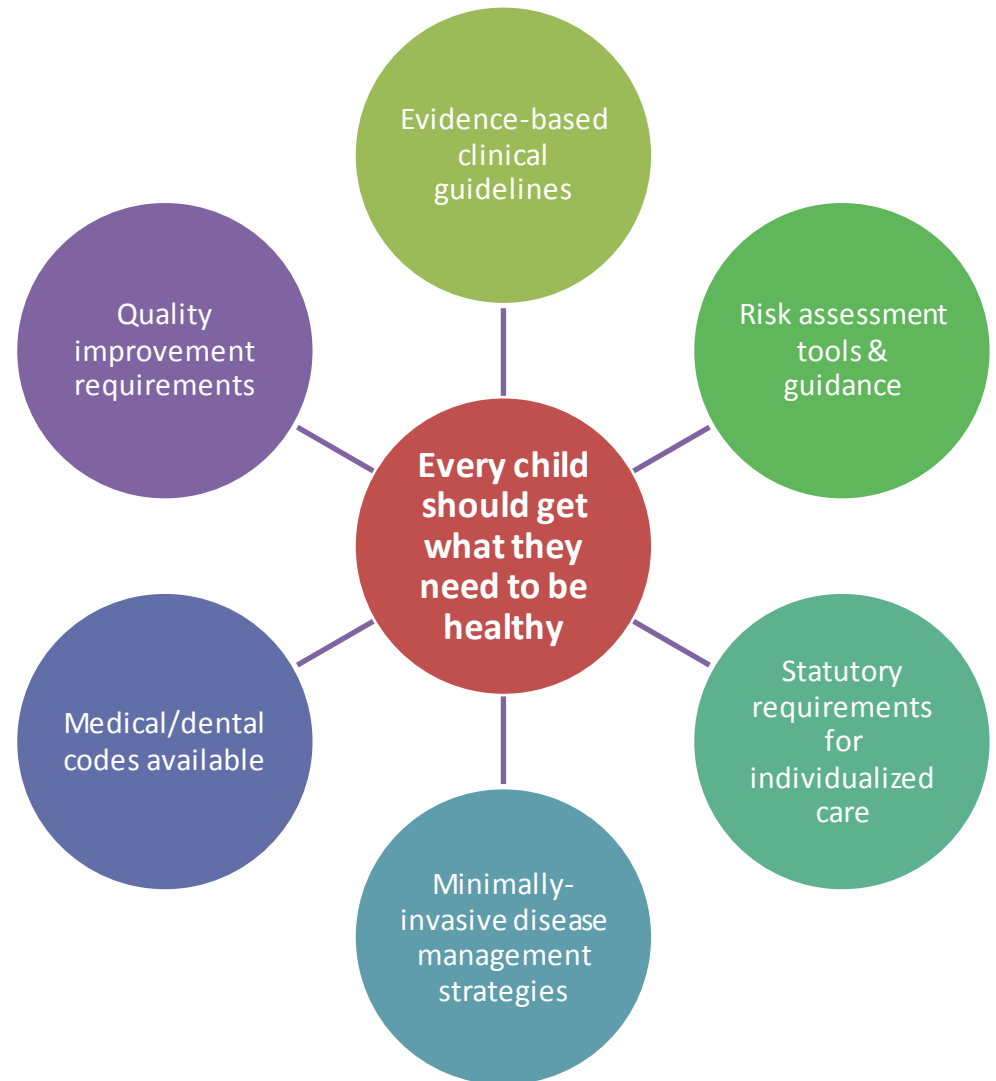 Evidence-based
clinical
guidelines
Risk assessment
tools &
guidance
Statutory
requirements
for
individualized
care
Minimally-
invasive disease
management
strategies
Medical/dental
codes available
Quality
improvement
requirements
Every child
should get
what they
need to be
healthy